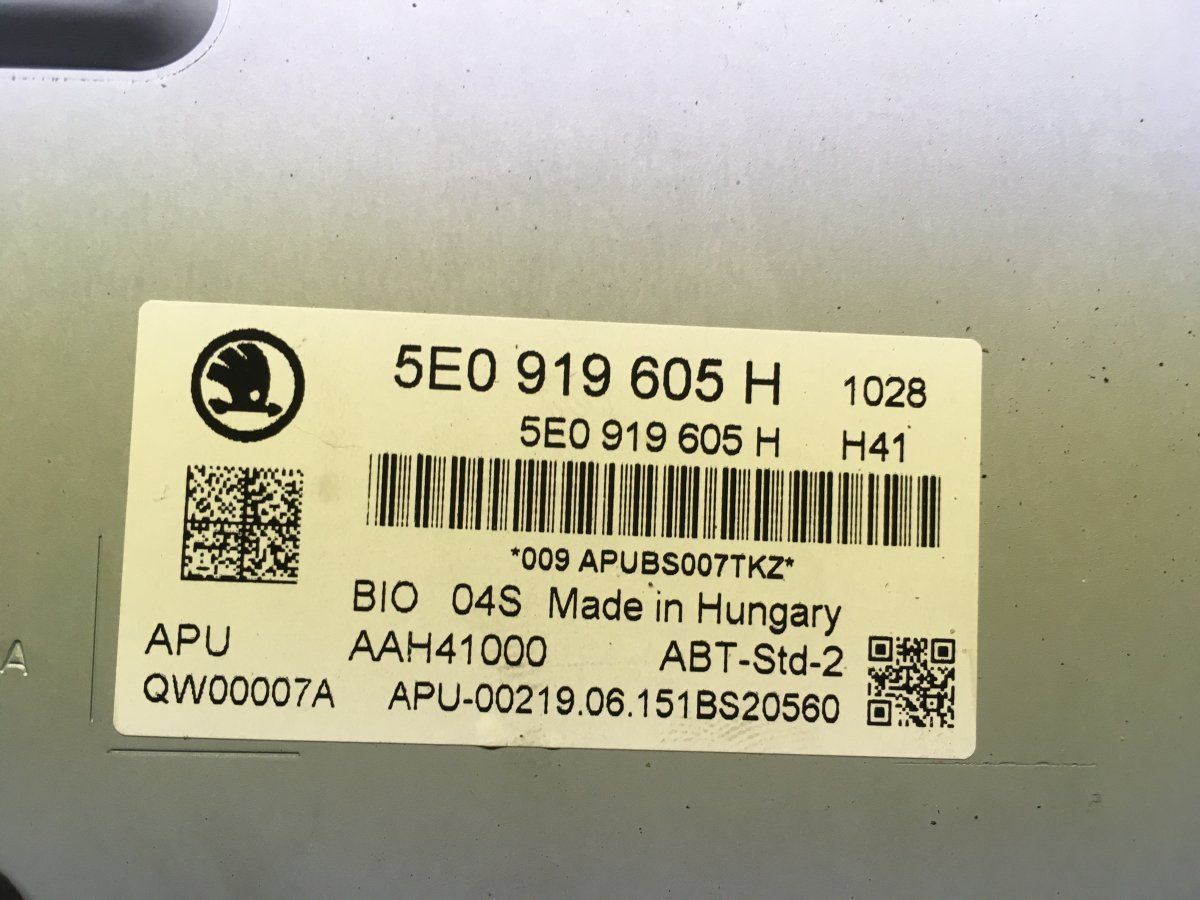 5E0 919 605 H 1028
5E0 919 605 H H41
*009 APUBS007TKZ*
BIO 04S Made in Hungary
APU AAH41000 ABT-Std-2
QW00007A APU-00219.06.151BS20560
A